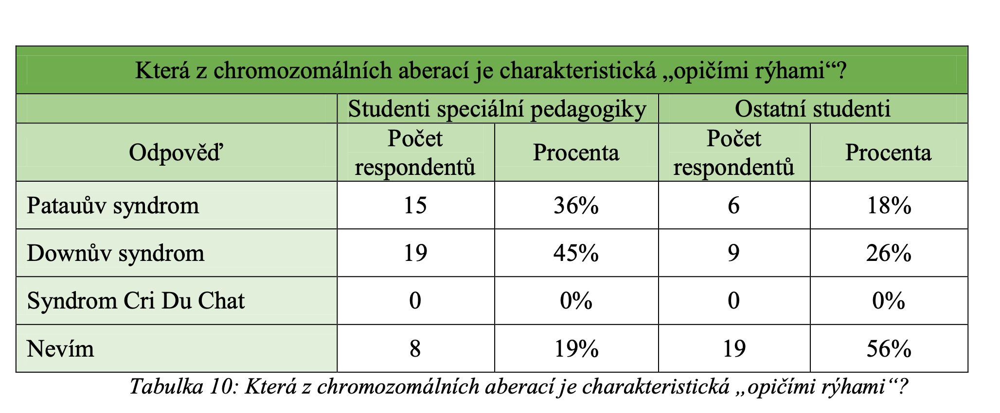 Která z chromozomálních aberací je charakteristická „opičími rýhami“?
Studenti speciální pedagogiky Ostatní studenti
Odpověď Počet respondentů Procenta Počet respondentů Procenta
Patauův syndrom 15 36% 6 18%
Downův syndrom 19 45% 9 26%
Syndrom Cri Du Chat 0 0% 0 0%
Nevím 8 19% 19 56%
Tabulka 10: Která z chromozomálních aberací je charakteristická „opičími rýhami“?